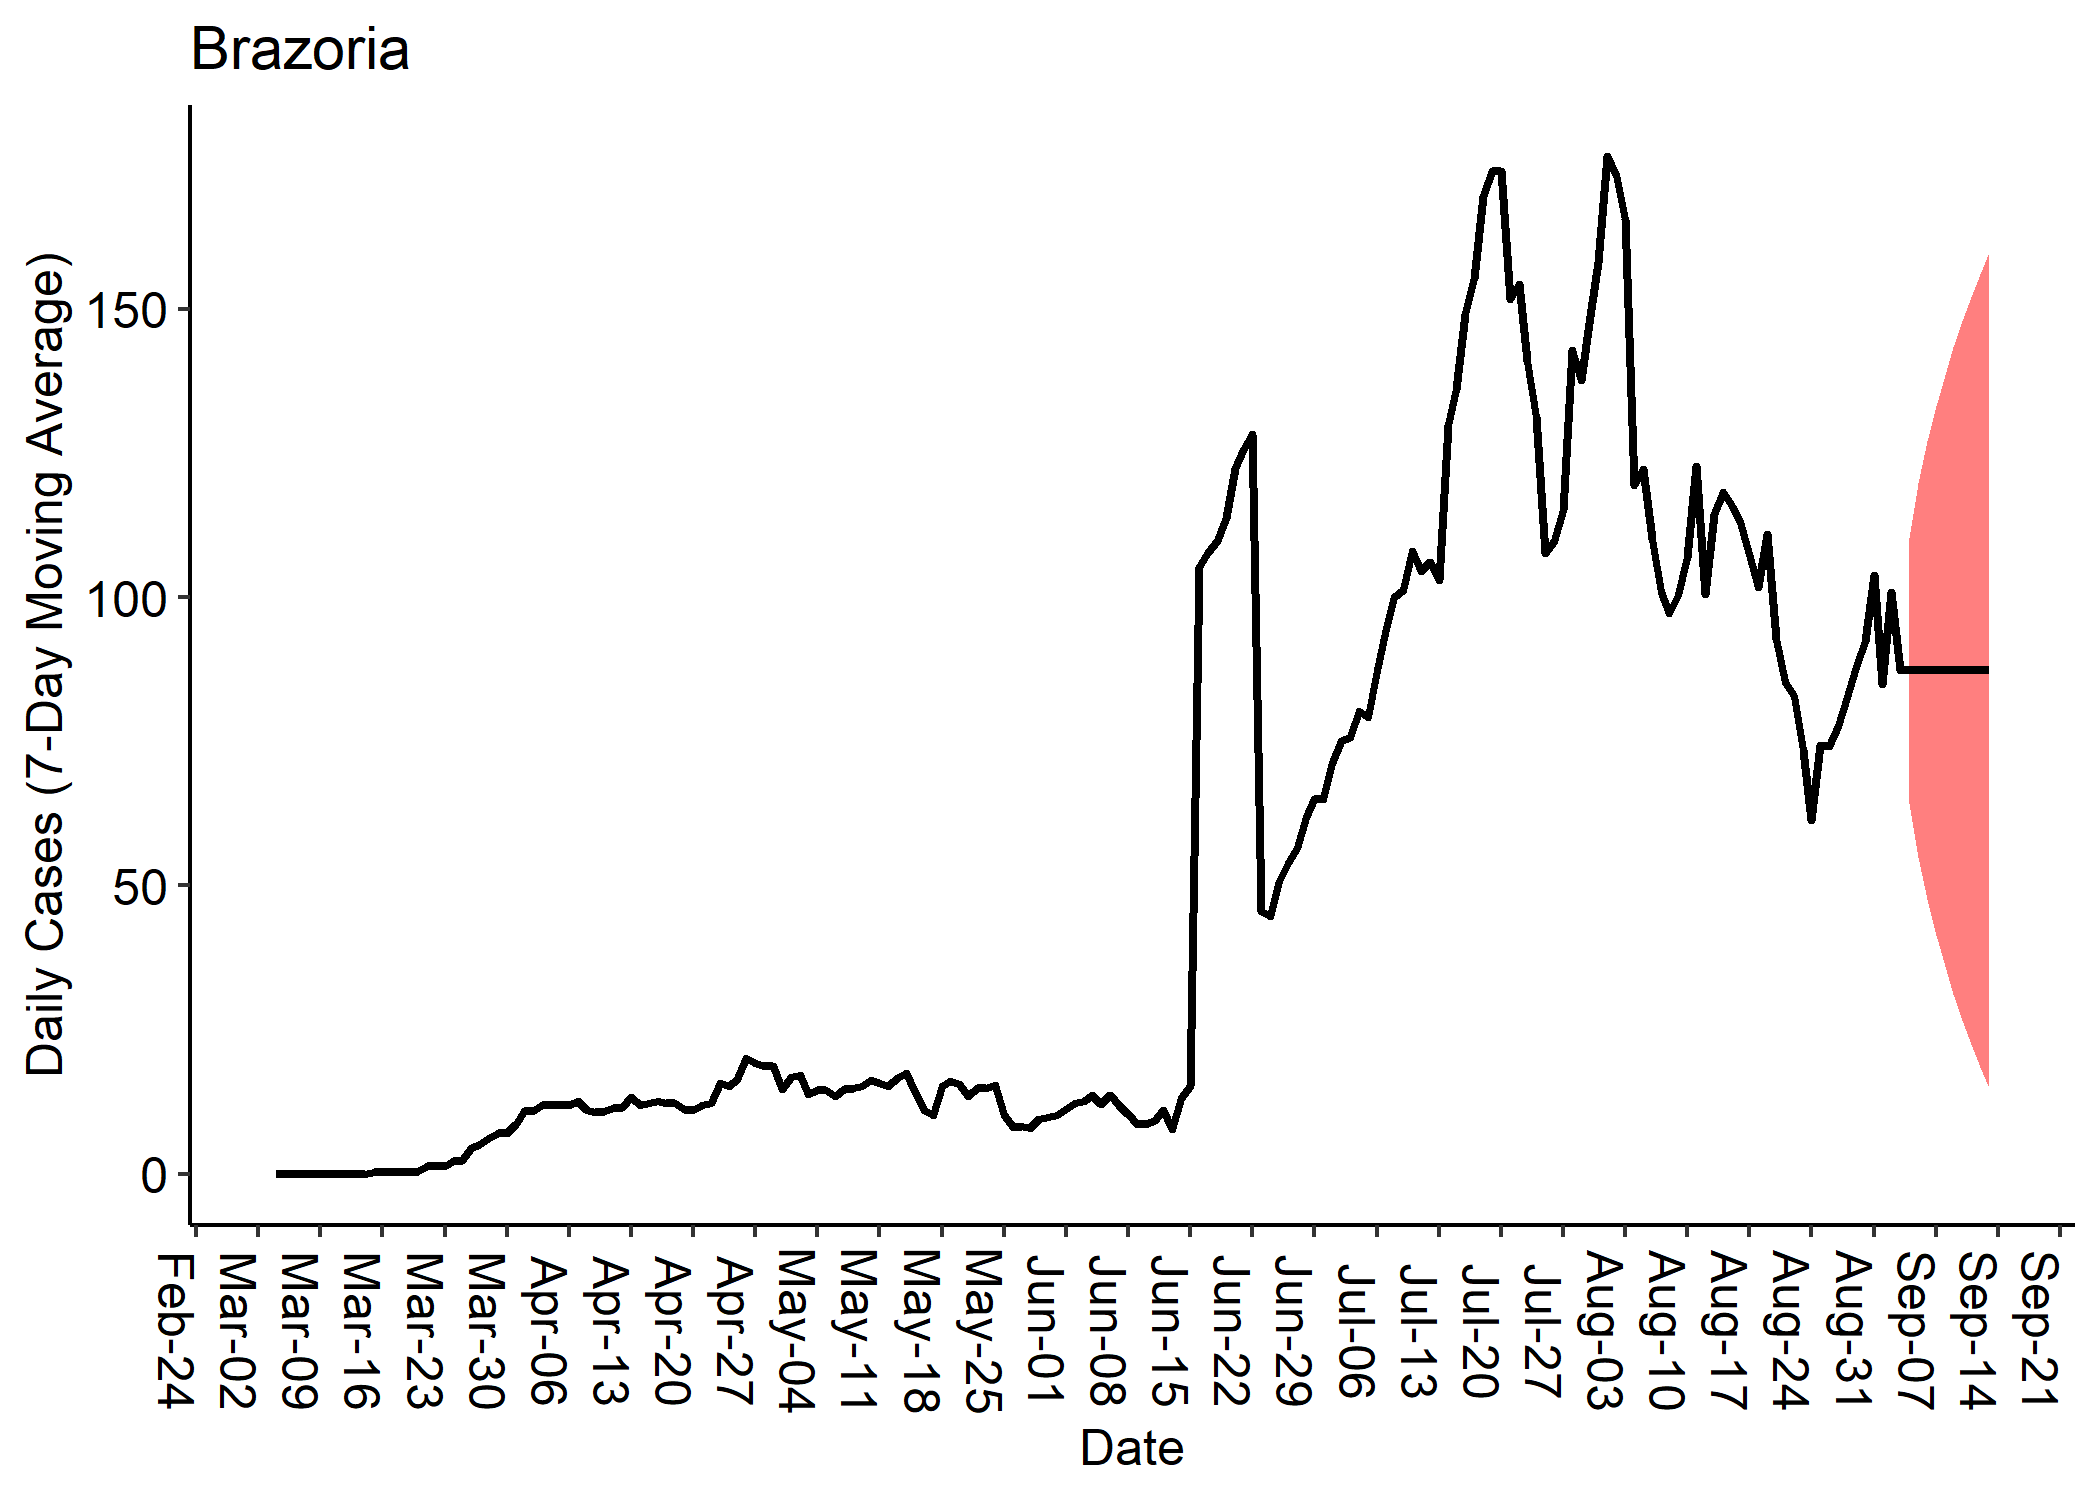 Brazoria
Daily Cases (7-Day Moving Average)
150
100
50
0
Feb-24
Mar-02
Mar-09
Mar-16
Mar-23
Mar-30
Apr-06
Apr-13
Apr-20
Apr-27
May-04
May-11
May-18
May-25
Jun-01
Jun-08
Jun-15
Jun-22
Jun-29
Jul-06
Jul-13
Jul-20
Jul-27
Aug-03
Aug-10
Aug-17
Aug-24
Aug-31
Sep-07
Sep-14
Sep-21
Date